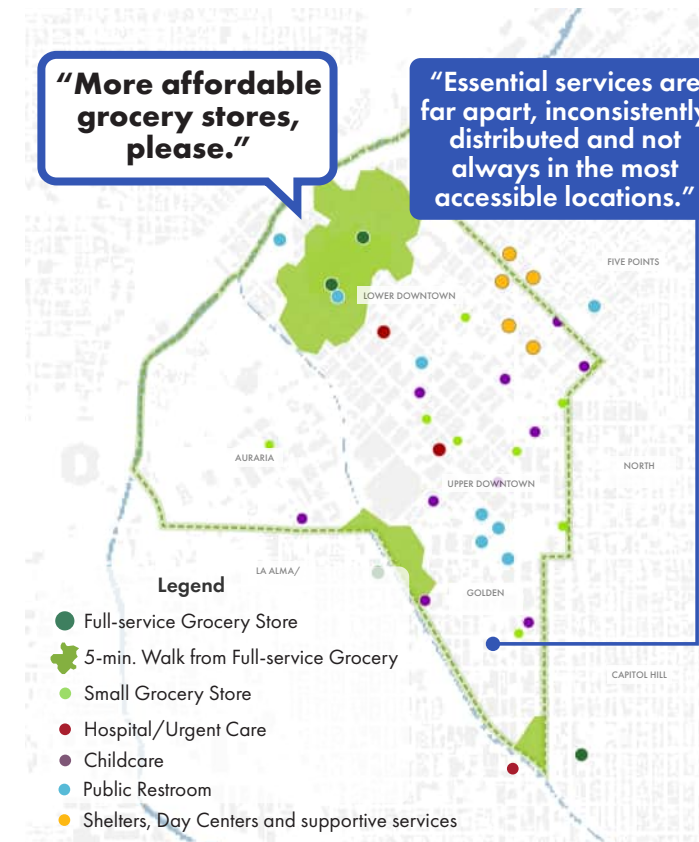 “More affordable
grocery stores,
please.”
“Essential services are
far apart, inconsistently
distributed and not
always in the most
accessible locations.”
FIVE POINTS
LOWER DOWNTOWN
AURARIA
NORTH
UPPER DOWNTOWN
LA ALMA/
GOLDEN
CAPITOL HILL
Legend
Full-service Grocery Store
5-min. Walk from Full-service Grocery
Small Grocery Store
Hospital/Urgent Care
Childcare
Public Restroom
Shelters, Day Centers and supportive services